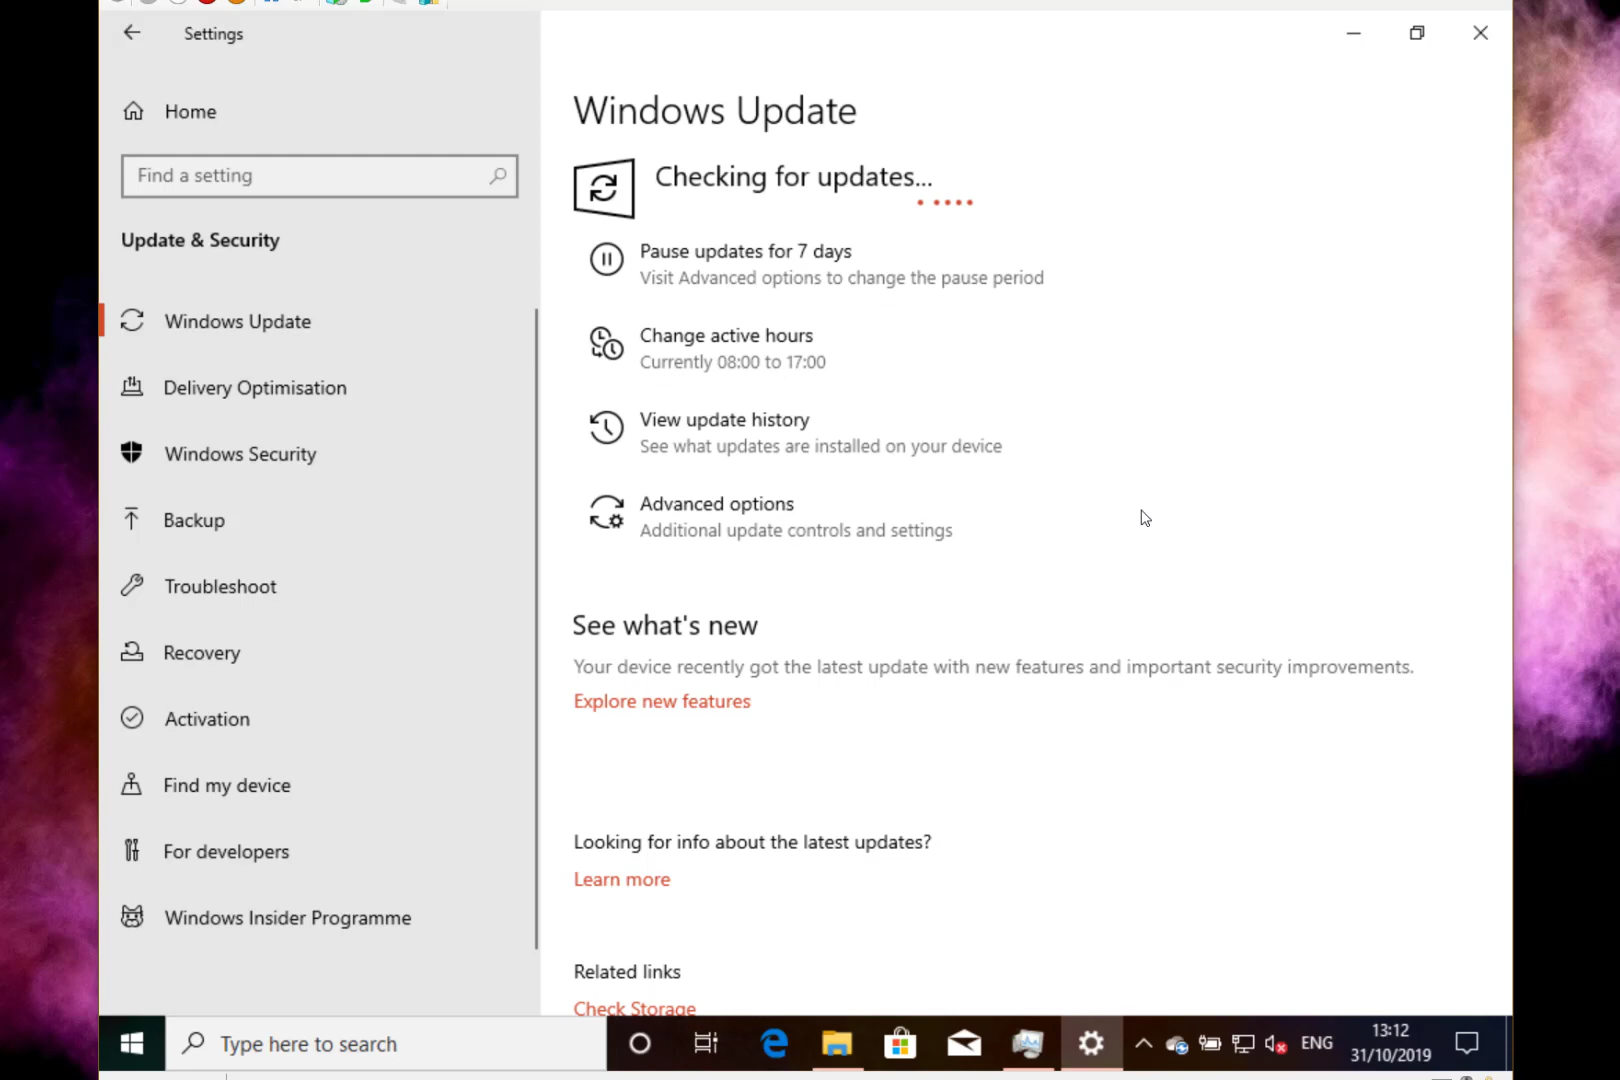 Settings
Home
Find a setting
Update & Security
Windows Update
Delivery Optimisation
Windows Security
Backup
Troubleshoot
Recovery
Activation
Find my device
For developers
Windows Insider Programme
Windows Update
Checking for updates...
Pause updates for 7 days
Visit Advanced options to change the pause period
Change active hours
Currently 08:00 to 17:00
View update history
See what updates are installed on your device
Advanced options
Additional update controls and settings
See what's new
Your device recently got the latest update with new features and important security improvements.
Explore new features
Looking for info about the latest updates?
Learn more
Related links
Check Storage
Type here to search
ENG
13:12
31/10/2019